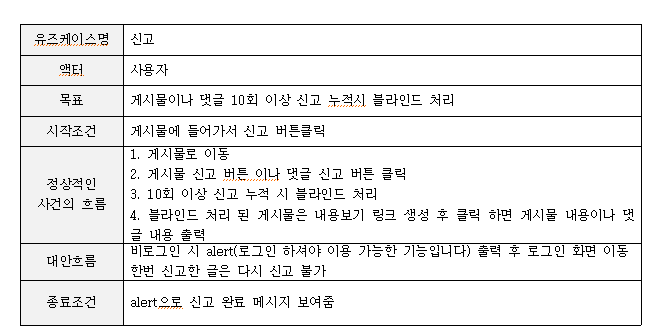 유즈케이스명 신고
액터 사용자
목표 게시물이나 댓글 10회 이상 신고 누적시 블라인드 처리
시작조건 게시물에 들어가서 신고 버튼클릭
정상적인
사건의 흐름
1. 게시물로 이동
2. 게시물 신고 버튼 이나 댓글 신고 버튼 클릭
3. 10회 이상 신고 누적 시 블라인드 처리
4. 블라인드 처리 된 게시물은 내용보기 링크 생성 후 클릭 하면 게시물 내용이나 댓
글 내용 출력
대안흐름
비로그인 시 alert(로그인 하셔야 이용 가능한 기능입니다) 출력 후 로그인 화면 이동
한번 신고한 글은 다시 신고 불가
종료조건 alert으로 신고 완료 메시지 보여줌